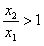 x₂/x₁ > 1